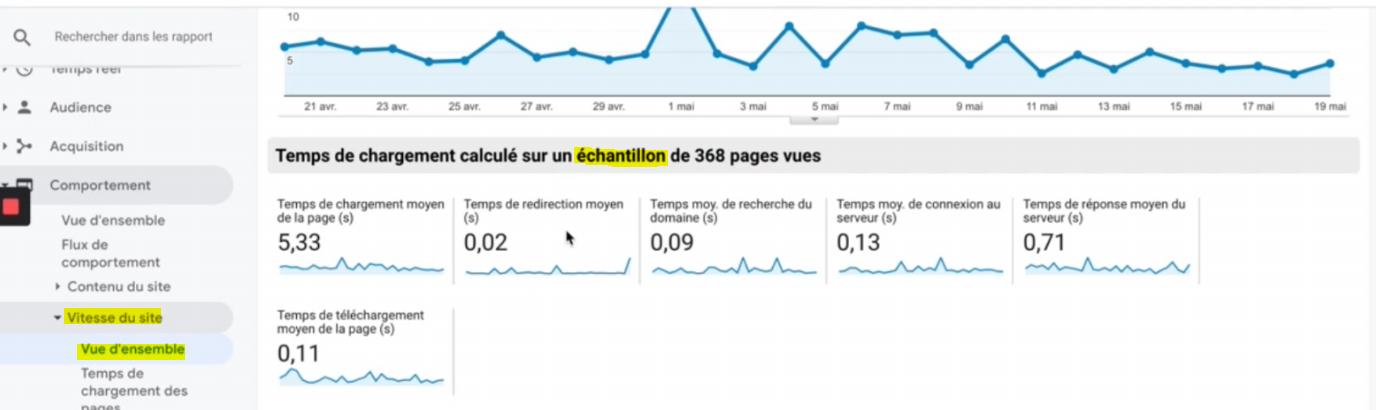 Rechercher dans les rapport
Temps réel
Audience
Acquisition
Comportement
Vue d'ensemble
Flux de
comportement
Contenu du site
Vitesse du site
Vue d'ensemble
Temps de
chargement des
pages
10
5
21 avr. 23 avr. 25 avr. 27 avr. 29 avr. 1 mai 3 mai 5 mai 7 mai 9 mai 11 mai 13 mai 15 mai 17 mai 19 mai
Temps de chargement calculé sur un échantillon de 368 pages vues
Temps de chargement moyen
de la page (s)
5,33
Temps de redirection moyen
(s)
0,02
Temps moy. de recherche du
domaine (s)
0,09
Temps moy. de connexion au
serveur (s)
0,13
Temps de réponse moyen du
serveur (s)
0,71
Temps de téléchargement
moyen de la page (s)
0,11